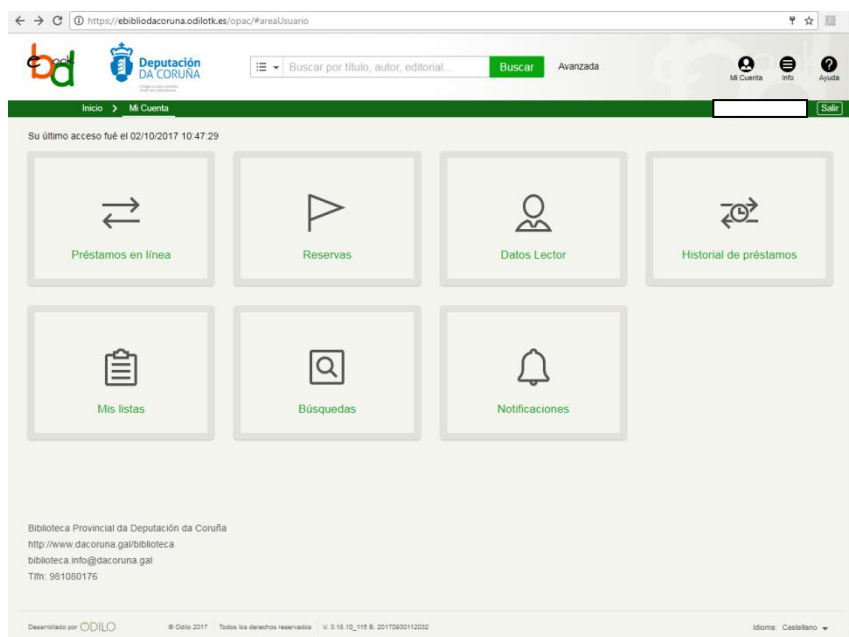 https://ebibliodacoruna.odilotk.es/opac/#areaUsuario
ebook
Deputación
DA CORUÑA
Buscar por título, autor, editorial...
Buscar
Avanzada
Mi Cuenta
Info
Ayuda
Inicio > Mi Cuenta
Salir
Su último acceso fué el 02/10/2017 10:47:29
Préstamos en línea
Reservas
Datos Lector
Historial de préstamos
Mis listas
Búsquedas
Notificaciones
Biblioteca Provincial da Deputación da Coruña
http://www.dacoruna.gal/biblioteca
biblioteca.info@dacoruna.gal
Tlfn: 981080176
Desarrollado por ODILO
© Odilo 2017 | Todos los derechos reservados | V. 3.16.10_115 B. 20170930112032
Idioma: Castellano